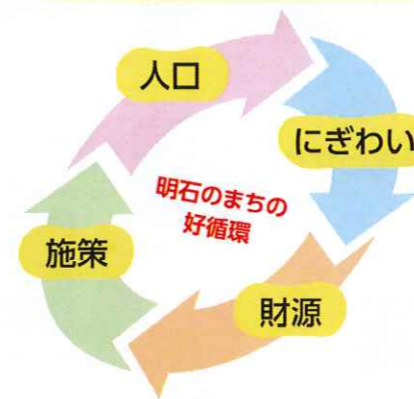 人口
にぎわい
明石のまちの
好循環
施策
財源